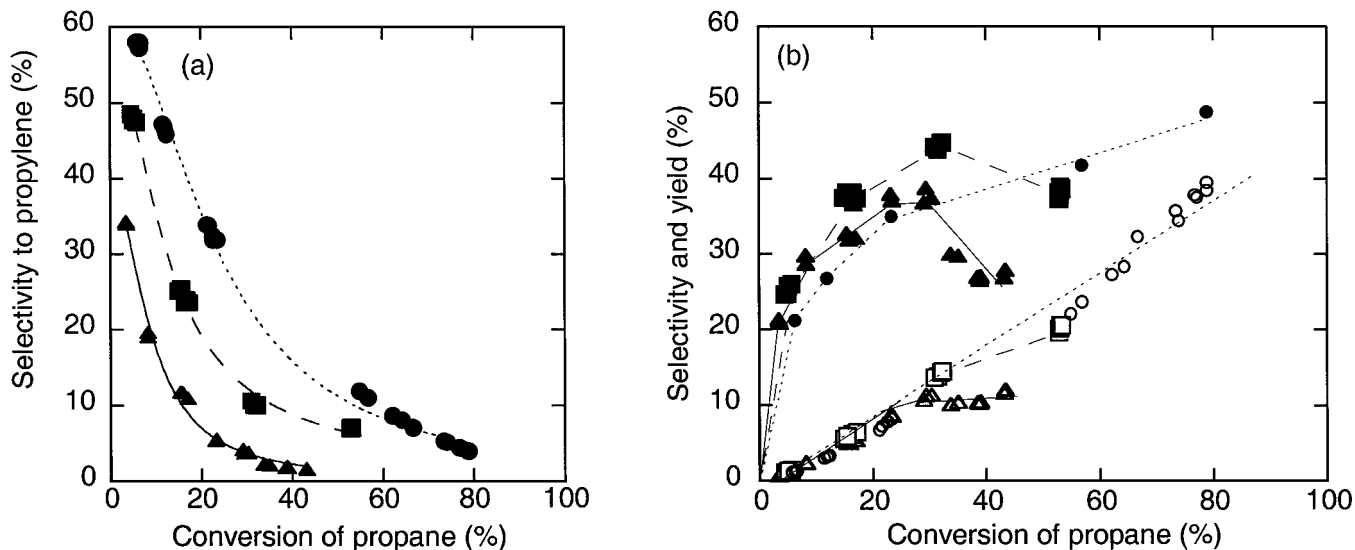 (a)
Selectivity to propylene (%)
60
50
40
30
20
10
0
0 20 40 60 80 100
Conversion of propane (%)
(b)
Selectivity and yield (%)
60
50
40
30
20
10
0
0 20 40 60 80 100
Conversion of propane (%)